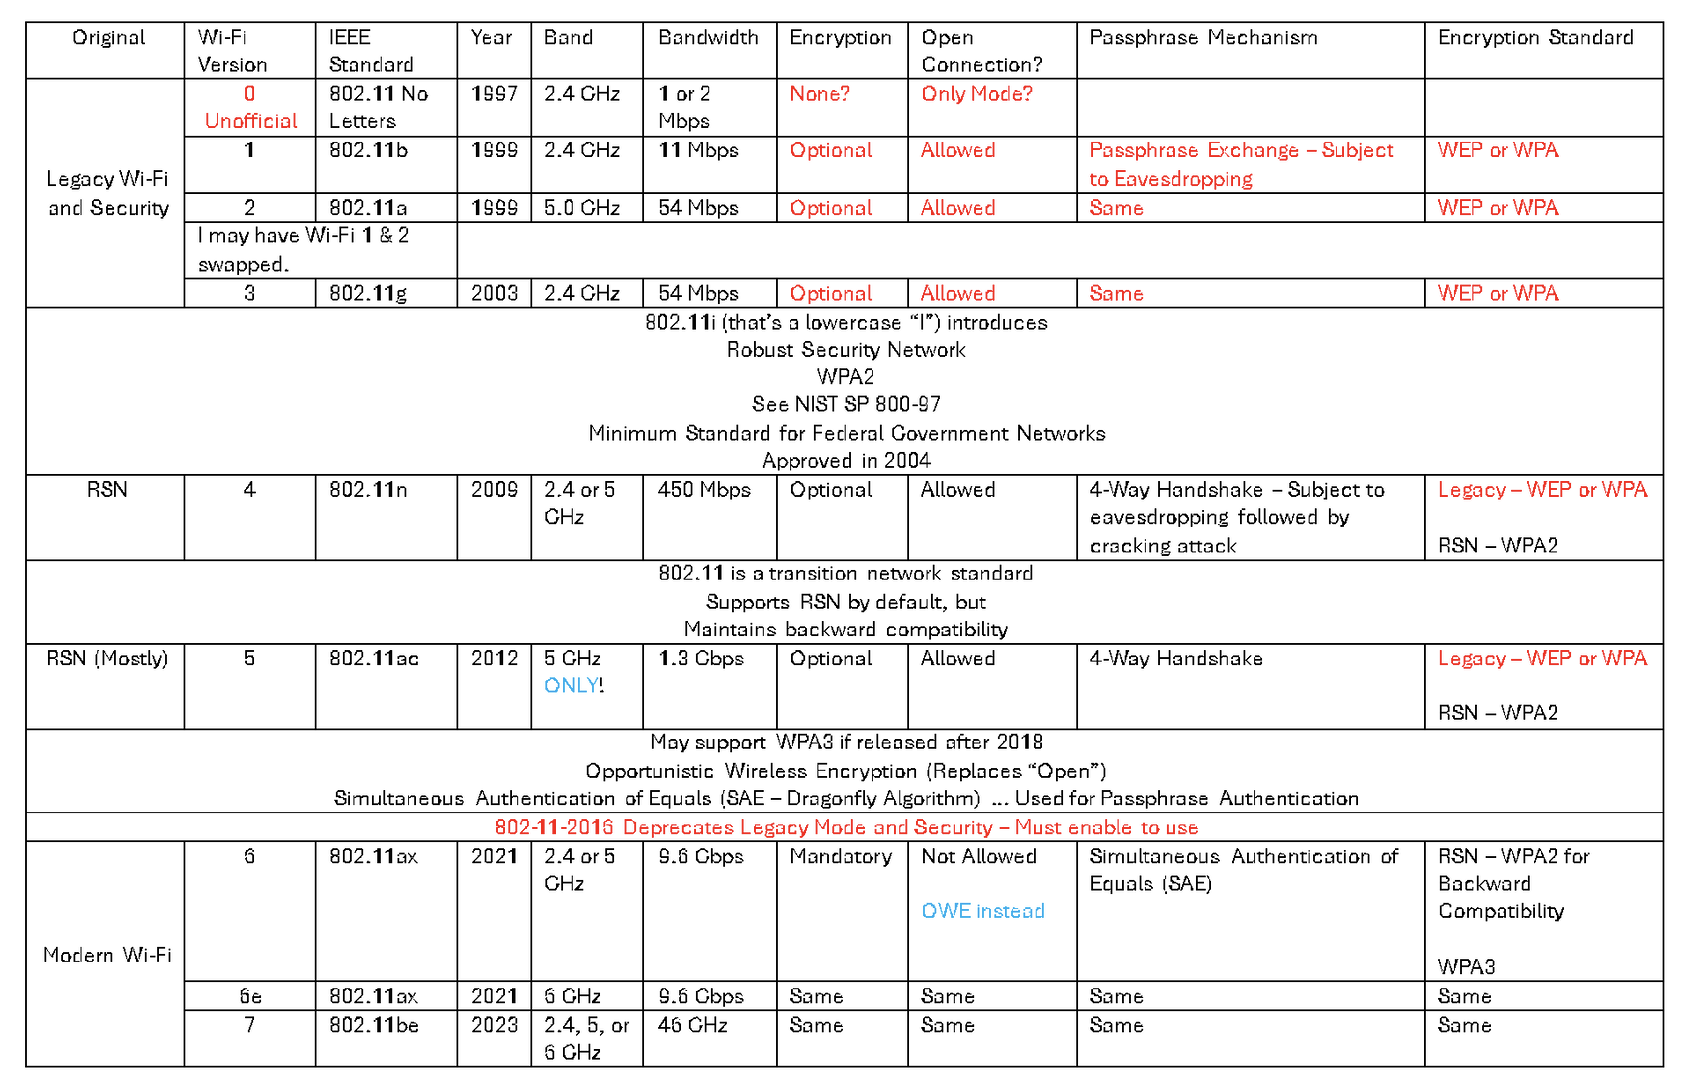 Original Wi-Fi Version IEEE Standard Year Band Bandwidth Encryption Open Connection? Passphrase Mechanism Encryption Standard
Legacy Wi-Fi and Security
0 Unofficial 802.11 No Letters 1997 2.4 GHz 1 or 2 Mbps None? Only Mode?
1 802.11b 1999 2.4 GHz 11 Mbps Optional Allowed Passphrase Exchange – Subject to Eavesdropping WEP or WPA
2 802.11a 1999 5.0 GHz 54 Mbps Optional Allowed Same WEP or WPA
I may have Wi-Fi 1 & 2 swapped.
3 802.11g 2003 2.4 GHz 54 Mbps Optional Allowed Same WEP or WPA
802.11i (that's a lowercase “I”) introduces
Robust Security Network
WPA2
See NIST SP 800-97
Minimum Standard for Federal Government Networks
Approved in 2004
RSN 4 802.11n 2009 2.4 or 5 GHz 450 Mbps Optional Allowed 4-Way Handshake – Subject to eavesdropping followed by cracking attack Legacy – WEP or WPA RSN – WPA2
802.11 is a transition network standard
Supports RSN by default, but
Maintains backward compatibility
RSN (Mostly) 5 802.11ac 2012 5 GHz ONLY! 1.3 Gbps Optional Allowed 4-Way Handshake Legacy – WEP or WPA RSN – WPA2
May support WPA3 if released after 2018
Opportunistic Wireless Encryption (Replaces “Open”)
Simultaneous Authentication of Equals (SAE – Dragonfly Algorithm) ... Used for Passphrase Authentication
802-11-2016 Deprecates Legacy Mode and Security – Must enable to use
Modern Wi-Fi
6 802.11ax 2021 2.4 or 5 GHz 9.6 Gbps Mandatory Not Allowed OWE instead Simultaneous Authentication of Equals (SAE) RSN – WPA2 for Backward Compatibility WPA3
6e 802.11ax 2021 6 GHz 9.6 Gbps Same Same Same Same
7 802.11be 2023 2.4, 5, or 6 GHz 46 GHz Same Same Same Same